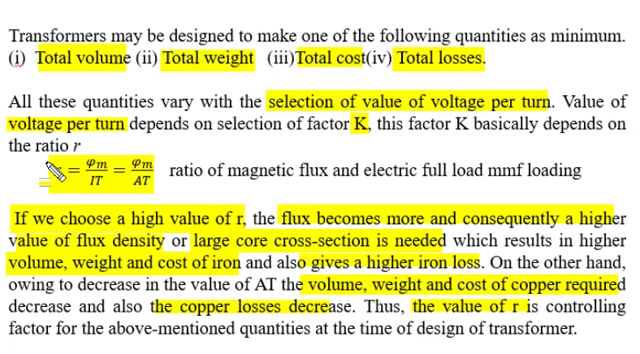 Transformers may be designed to make one of the following quantities as minimum.
(i) Total volume (ii) Total weight (iii)Total cost(iv) Total losses.
All these quantities vary with the selection of value of voltage per turn. Value of
voltage per turn depends on selection of factor K, this factor K basically depends on
the ratio r
= φm/IT = φm/AT ratio of magnetic flux and electric full load mmf loading
If we choose a high value of r, the flux becomes more and consequently a higher
value of flux density or large core cross-section is needed which results in higher
volume, weight and cost of iron and also gives a higher iron loss. On the other hand,
owing to decrease in the value of AT the volume, weight and cost of copper required
decrease and also the copper losses decrease. Thus, the value of r is controlling
factor for the above-mentioned quantities at the time of design of transformer.